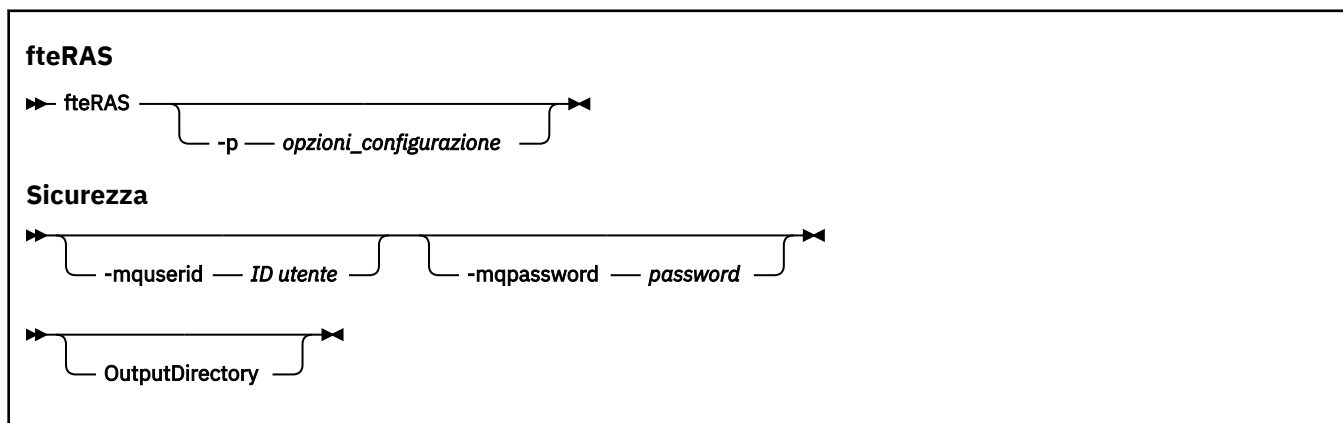 fteRAS
fteRAS
-p opzioni_configurazione
Sicurezza
-mquserid ID utente -mqpassword password
OutputDirectory